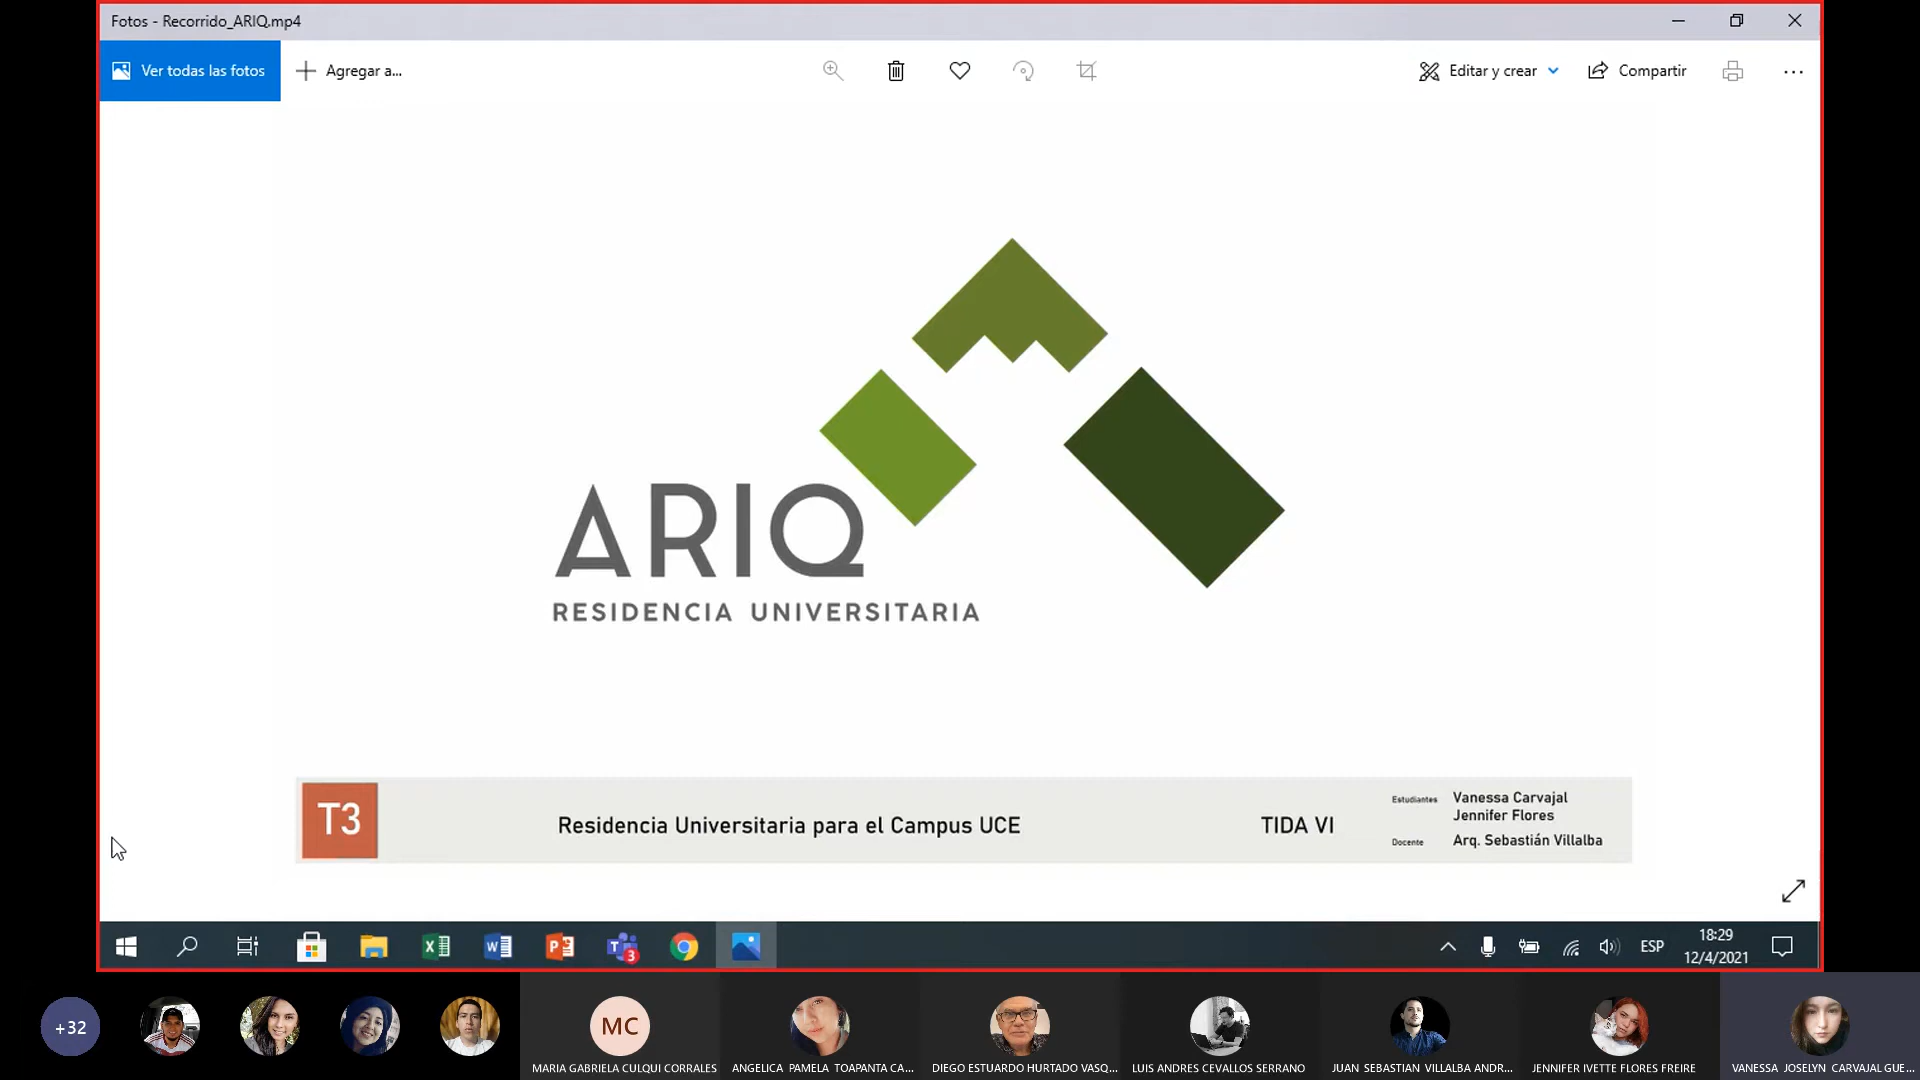 Fotos - Recorrido_ARIQ.mp4
Ver todas las fotos
Agregar a...
Editar y crear
Compartir
ARIQ
RESIDENCIA UNIVERSITARIA
T3
Residencia Universitaria para el Campus UCE
TIDA VI
Estudiantes
Vanessa Carvajal
Jennifer Flores
Docente
Arq. Sebastián Villalba
3
ESP
18:29
12/4/2021
+32
MC
MARIA GABRIELA CULQUI CORRALES
ANGELICA PAMELA TOAPANTA CA...
DIEGO ESTUARDO HURTADO VASQ...
LUIS ANDRES CEVALLOS SERRANO
JUAN SEBASTIAN VILLALBA ANDR...
JENNIFER IVETTE FLORES FREIRE
VANESSA JOSELYN CARVAJAL GUE...